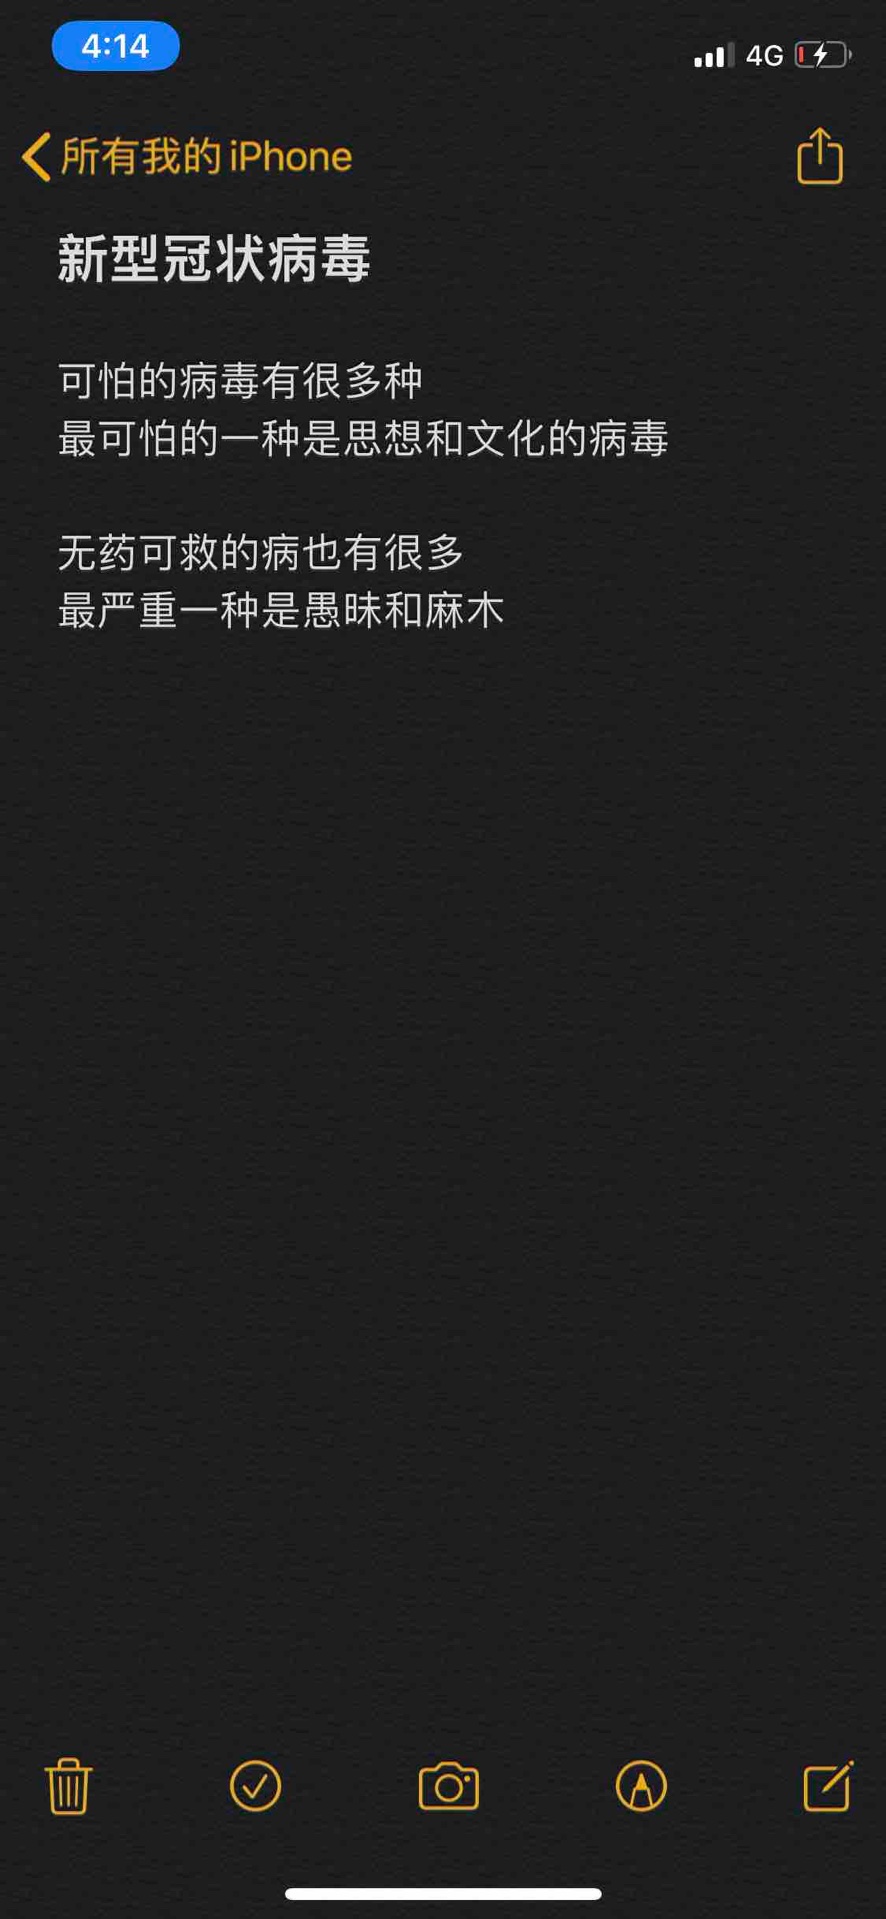 4:14
4G
所有我的 iPhone
新型冠状病毒
可怕的病毒有很多种
最可怕的一种是思想和文化的病毒
无药可救的病也有很多
最严重一种是愚昧和麻木